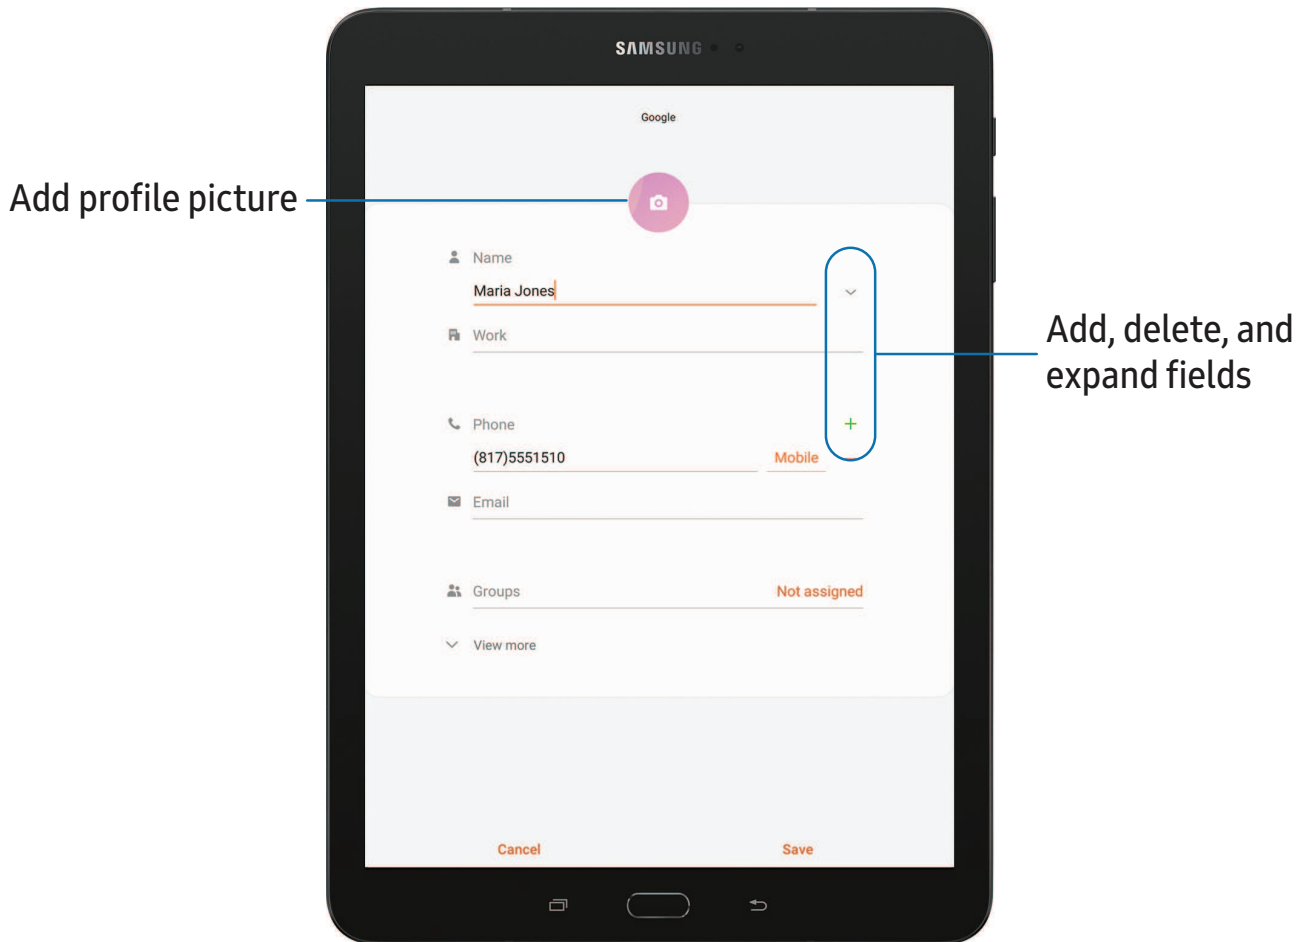 SAMSUNG
Google
Add profile picture
Name
Maria Jones
Work
Add, delete, and
expand fields
Phone
(817)5551510 Mobile
Email
Groups Not assigned
View more
Cancel Save